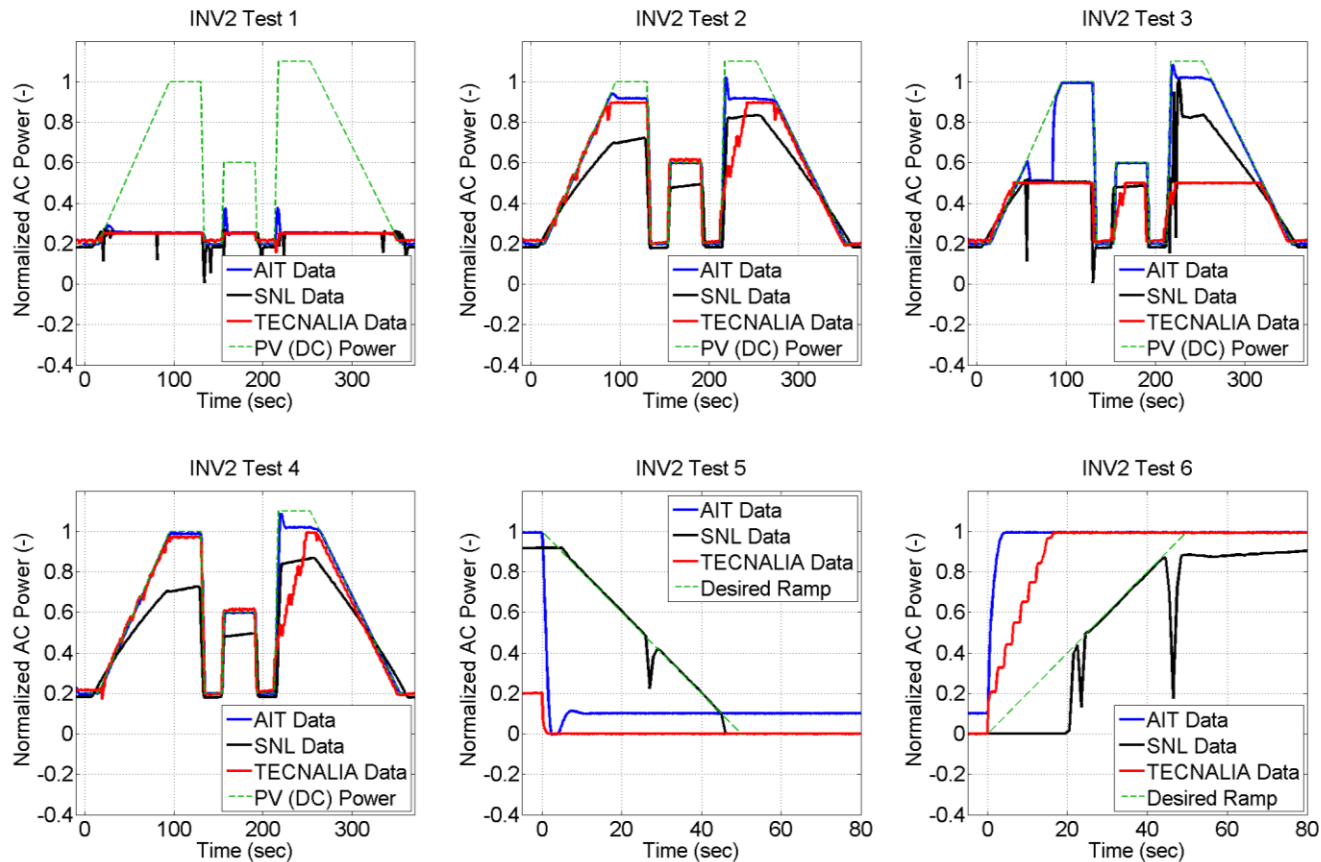 INV2 Test 1
Normalized AC Power (-)
1
0.8
0.6
0.4
0.2
0
-0.2
-0.4
AIT Data
SNL Data
TECNALIA Data
PV (DC) Power
0 100 200 300
Time (sec)
INV2 Test 2
Normalized AC Power (-)
1
0.8
0.6
0.4
0.2
0
-0.2
-0.4
AIT Data
SNL Data
TECNALIA Data
PV (DC) Power
0 100 200 300
Time (sec)
INV2 Test 3
Normalized AC Power (-)
1
0.8
0.6
0.4
0.2
0
-0.2
-0.4
AIT Data
SNL Data
TECNALIA Data
PV (DC) Power
0 100 200 300
Time (sec)
INV2 Test 4
Normalized AC Power (-)
1
0.8
0.6
0.4
0.2
0
-0.2
-0.4
AIT Data
SNL Data
TECNALIA Data
PV (DC) Power
0 100 200 300
Time (sec)
INV2 Test 5
Normalized AC Power (-)
1
0.8
0.6
0.4
0.2
0
-0.2
-0.4
AIT Data
SNL Data
TECNALIA Data
Desired Ramp
0 20 40 60 80
Time (sec)
INV2 Test 6
Normalized AC Power (-)
1
0.8
0.6
0.4
0.2
0
-0.2
-0.4
AIT Data
SNL Data
TECNALIA Data
Desired Ramp
0 20 40 60 80
Time (sec)